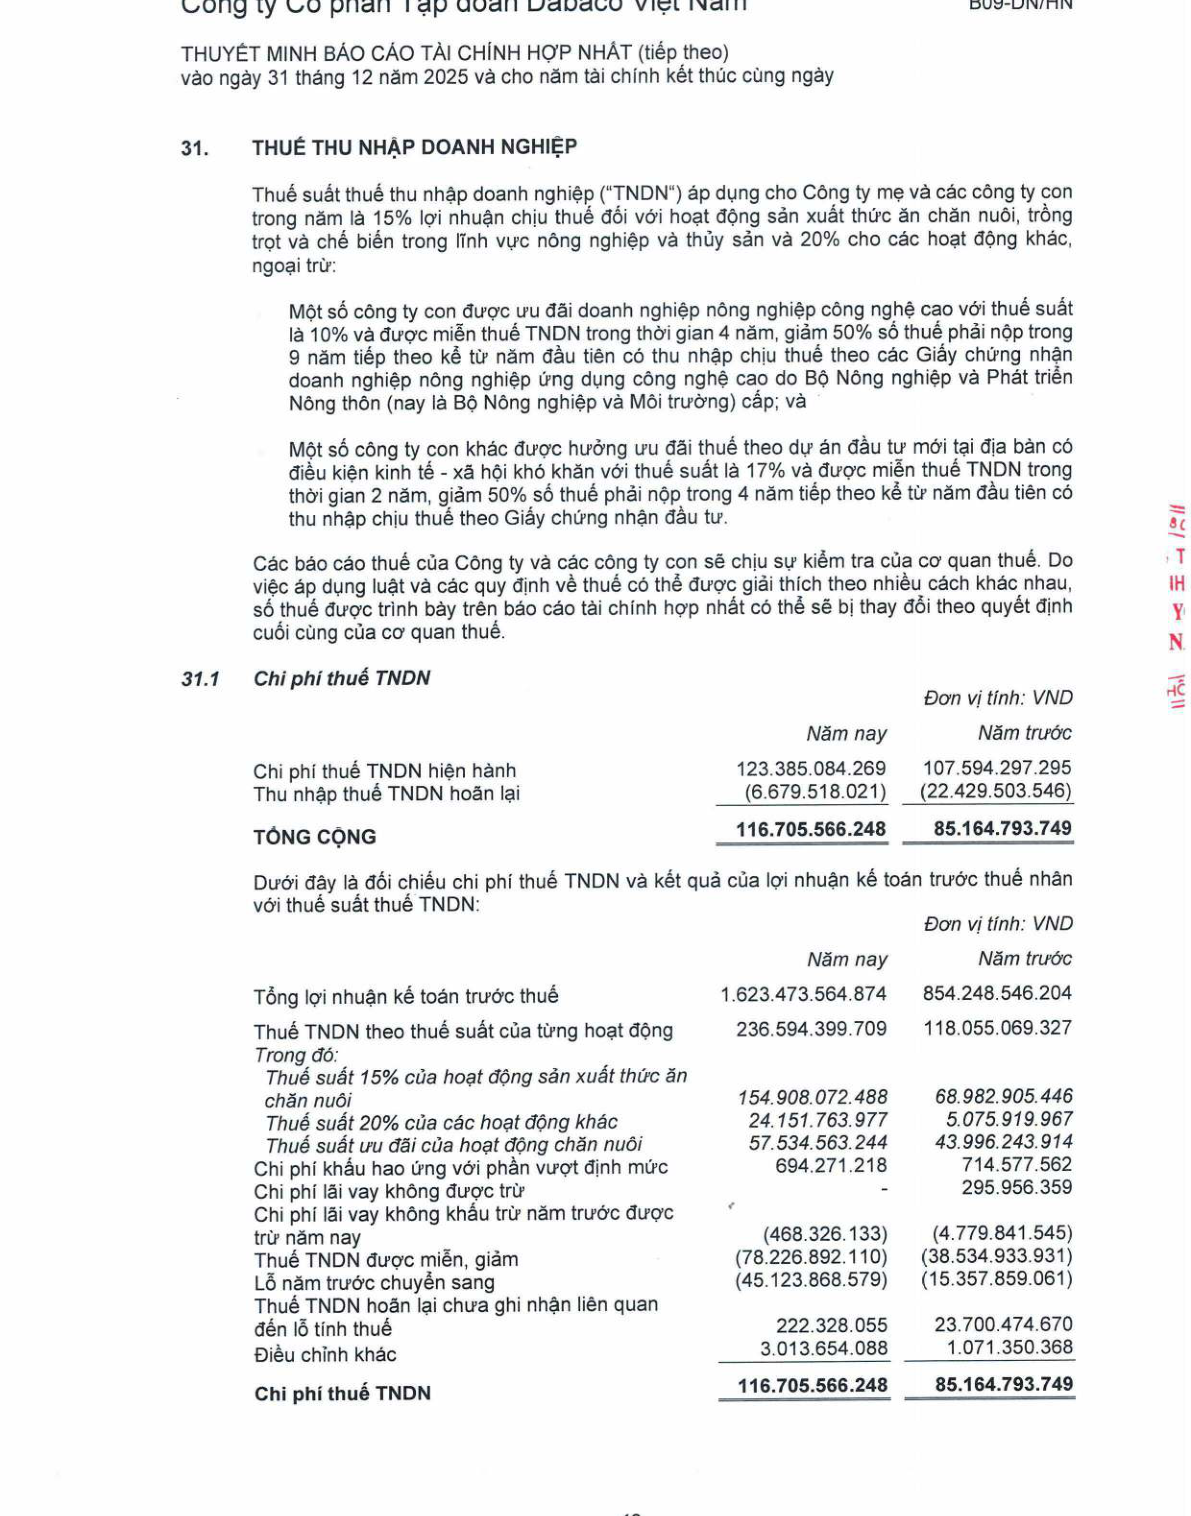 Công ty Cổ phần Tập đoàn Dabaco Việt Nam B09-DN/HN
THUYẾT MINH BÁO CÁO TÀI CHÍNH HỢP NHẤT (tiếp theo)
vào ngày 31 tháng 12 năm 2025 và cho năm tài chính kết thúc cùng ngày
31. THUẾ THU NHẬP DOANH NGHIỆP
Thuế suất thuế thu nhập doanh nghiệp (“TNDN“) áp dụng cho Công ty mẹ và các công ty con
trong năm là 15% lợi nhuận chịu thuế đối với hoạt động sản xuất thức ăn chăn nuôi, trồng
trọt và chế biến trong lĩnh vực nông nghiệp và thủy sản và 20% cho các hoạt động khác,
ngoại trừ:
Một số công ty con được ưu đãi doanh nghiệp nông nghiệp công nghệ cao với thuế suất
là 10% và được miễn thuế TNDN trong thời gian 4 năm, giảm 50% số thuế phải nộp trong
9 năm tiếp theo kể từ năm đầu tiên có thu nhập chịu thuế theo các Giấy chứng nhận
doanh nghiệp nông nghiệp ứng dụng công nghệ cao do Bộ Nông nghiệp và Phát triển
Nông thôn (nay là Bộ Nông nghiệp và Môi trường) cấp; và
Một số công ty con khác được hưởng ưu đãi thuế theo dự án đầu tư mới tại địa bàn có
điều kiện kinh tế - xã hội khó khăn với thuế suất là 17% và được miễn thuế TNDN trong
thời gian 2 năm, giảm 50% số thuế phải nộp trong 4 năm tiếp theo kể từ năm đầu tiên có
thu nhập chịu thuế theo Giấy chứng nhận đầu tư.
Các báo cáo thuế của Công ty và các công ty con sẽ chịu sự kiểm tra của cơ quan thuế. Do
việc áp dụng luật và các quy định về thuế có thể được giải thích theo nhiều cách khác nhau,
số thuế được trình bày trên báo cáo tài chính hợp nhất có thể sẽ bị thay đổi theo quyết định
cuối cùng của cơ quan thuế.
31.1 Chi phí thuế TNDN
Đơn vị tính: VND
Năm nay Năm trước
Chi phí thuế TNDN hiện hành 123.385.084.269 107.594.297.295
Thu nhập thuế TNDN hoãn lại (6.679.518.021) (22.429.503.546)
TỔNG CỘNG 116.705.566.248 85.164.793.749
Dưới đây là đối chiếu chi phí thuế TNDN và kết quả của lợi nhuận kế toán trước thuế nhân
với thuế suất thuế TNDN:
Đơn vị tính: VND
Năm nay Năm trước
Tổng lợi nhuận kế toán trước thuế 1.623.473.564.874 854.248.546.204
Thuế TNDN theo thuế suất của từng hoạt động 236.594.399.709 118.055.069.327
Trong đó:
Thuế suất 15% của hoạt động sản xuất thức ăn
chăn nuôi 154.908.072.488 68.982.905.446
Thuế suất 20% của các hoạt động khác 24.151.763.977 5.075.919.967
Thuế suất ưu đãi của hoạt động chăn nuôi 57.534.563.244 43.996.243.914
Chi phí khấu hao ứng với phần vượt định mức 694.271.218 714.577.562
Chi phí lãi vay không được trừ - 295.956.359
Chi phí lãi vay không khấu trừ năm trước được
trừ năm nay (468.326.133) (4.779.841.545)
Thuế TNDN được miễn, giảm (78.226.892.110) (38.534.933.931)
Lỗ năm trước chuyển sang (45.123.868.579) (15.357.859.061)
Thuế TNDN hoãn lại chưa ghi nhận liên quan
đến lỗ tính thuế 222.328.055 23.700.474.670
Điều chỉnh khác 3.013.654.088 1.071.350.368
Chi phí thuế TNDN 116.705.566.248 85.164.793.749